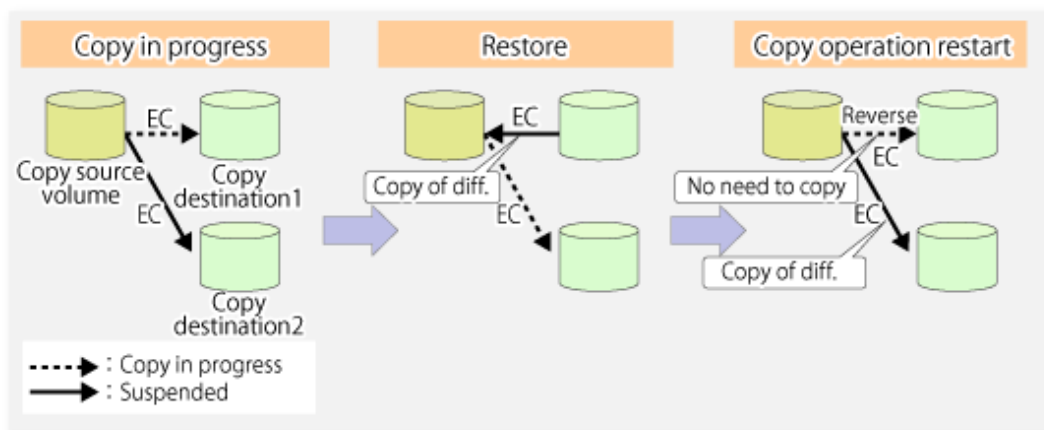 Copy in progress
EC
Copy source
volume
Copy
destination1
EC
Copy
destination2
Restore
EC
Copy of diff.
EC
Copy operation restart
Reverse
EC
No need to copy
EC
Copy of diff.
: Copy in progress
: Suspended